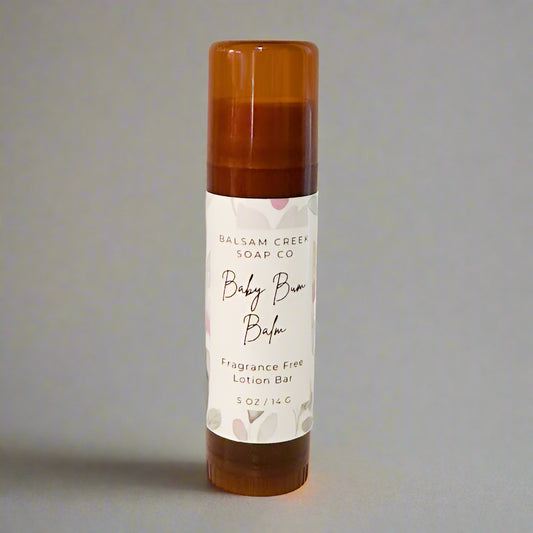 BALSAM CREEK
SOAP CO
Baby Bum
Balm
Fragrance Free
Lotion Bar
.5 OZ / 14 G